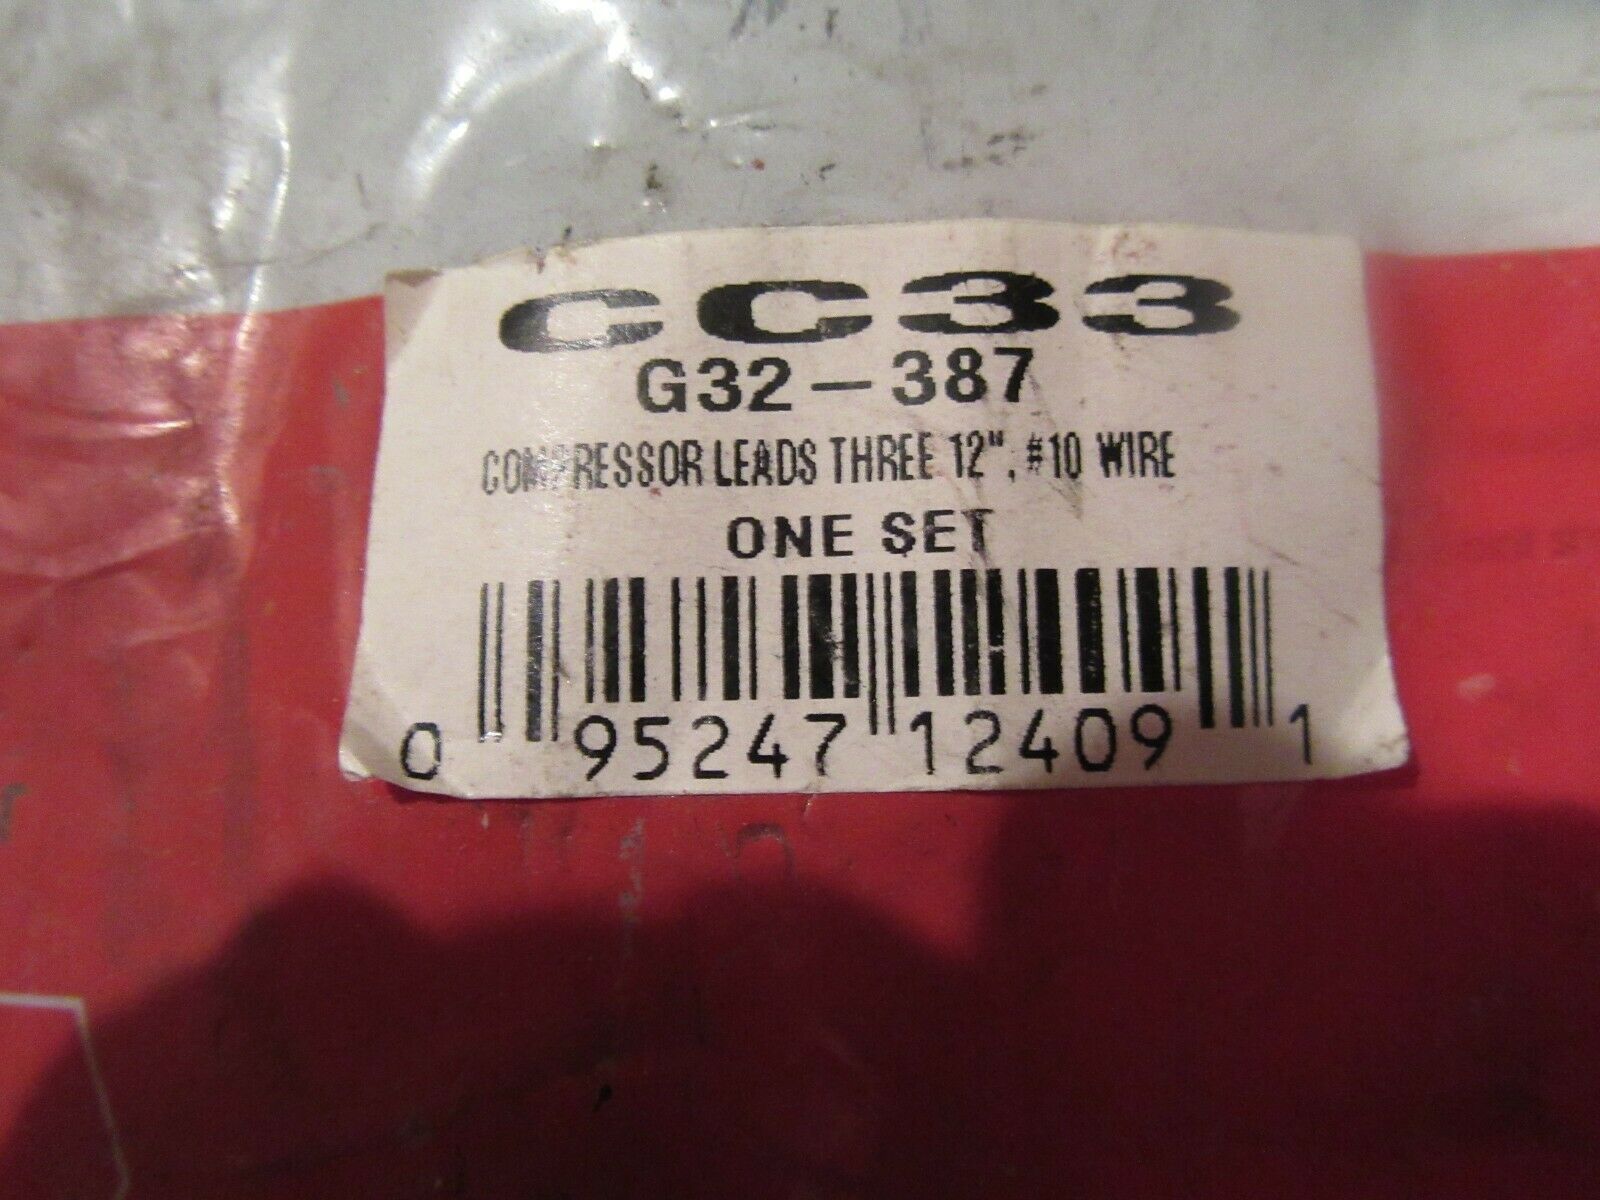 CC33
G32-387
COMPRESSOR LEADS THREE 12", #10 WIRE
ONE SET
0 95247 12409 1